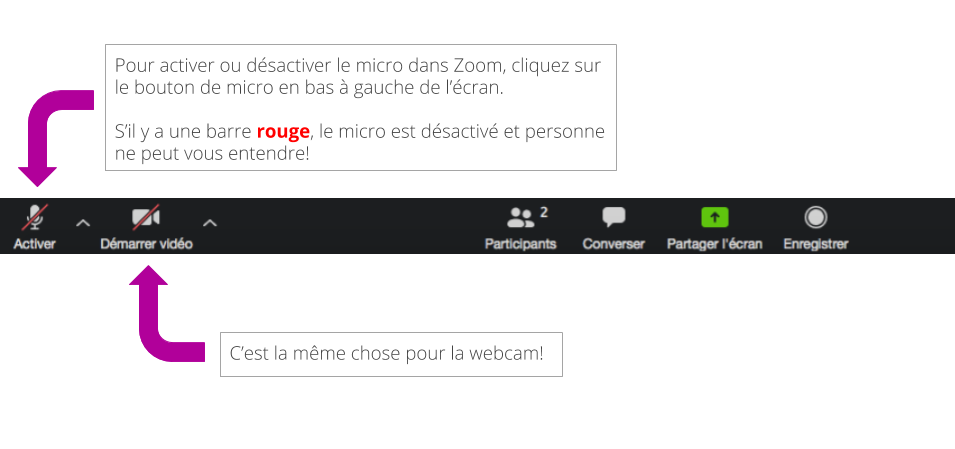 Pour activer ou désactiver le micro dans Zoom, cliquez sur
le bouton de micro en bas à gauche de l’écran.
S’il y a une barre rouge, le micro est désactivé et personne
ne peut vous entendre!
2
Activer
Démarrer vidéo
Participants
Converser
Partager l’écran
Enregistrer
C’est la même chose pour la webcam!